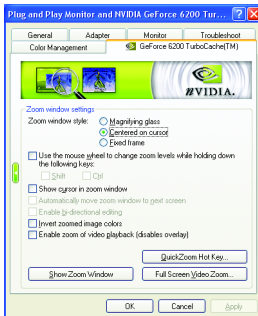 Plug and Play Monitor and NVIDIA GeForce 6200 Tur...
General Adapter Monitor Troubleshoot
Color Management GeForce 6200 TurboCache(TM)
NVIDIA.
Zoom window settings
Zoom window style: Magnifying glass
Centered on cursor
Fixed frame
Use the mouse wheel to change zoom levels while holding down
the following keys:
Shift Ctrl
Show cursor in zoom window
Automatically move zoom window to next screen
Enable bi-directional editing
Invert zoomed image colors
Enable zoom of video playback (disables overlay)
QuickZoom Hot Key...
Show Zoom Window Full Screen Video Zoom...
OK Cancel Apply